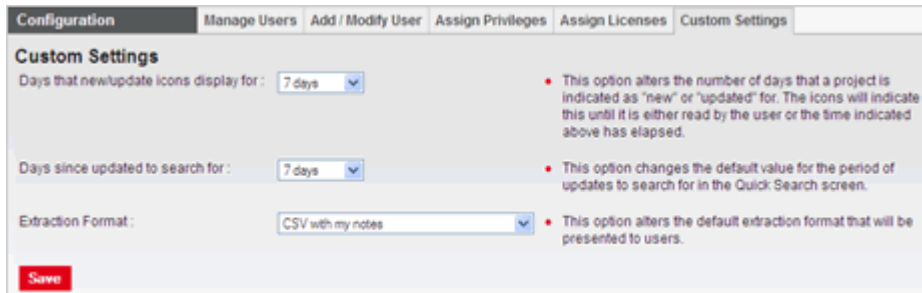 Configuration Manage Users Add / Modify User Assign Privileges Assign Licenses Custom Settings
Custom Settings
Days that new/update icons display for : 7 days
This option alters the number of days that a project is
indicated as "new" or "updated" for. The icons will indicate
this until it is either read by the user or the time indicated
above has elapsed.
Days since updated to search for : 7 days
This option changes the default value for the period of
updates to search for in the Quick Search screen.
Extraction Format : CSV with my notes
This option alters the default extraction format that will be
presented to users.
Save